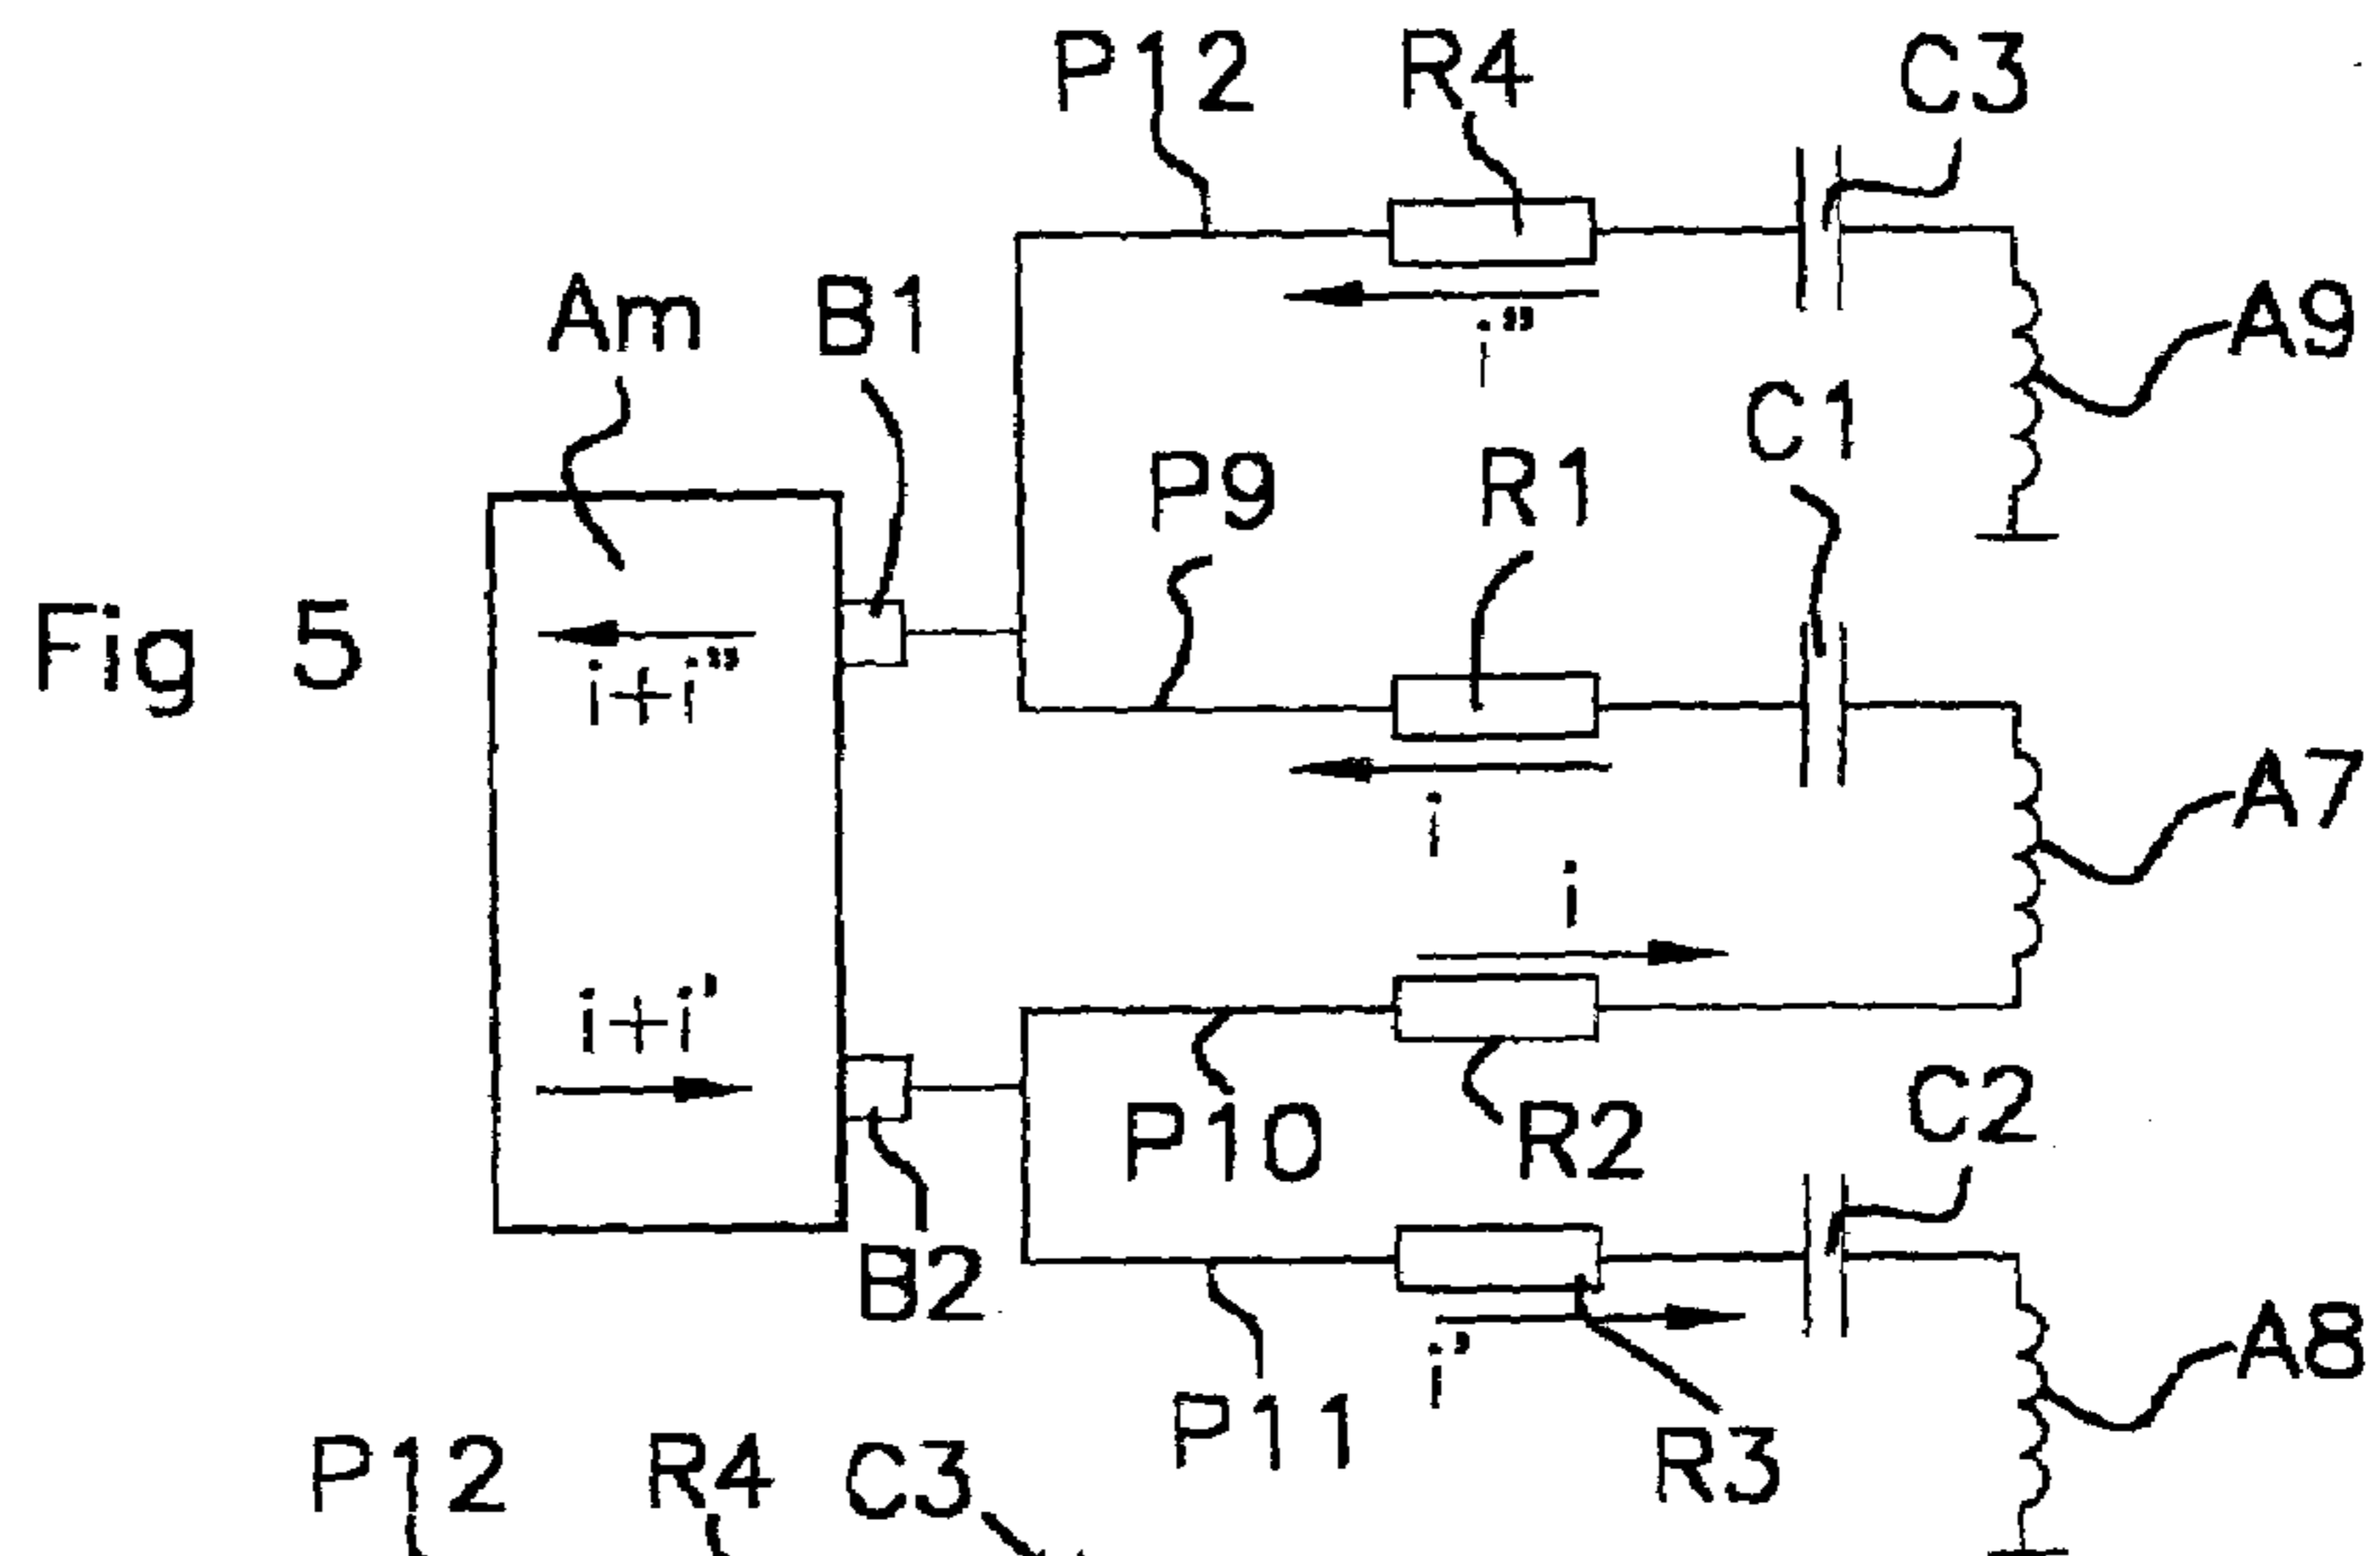 P12 R4 C3
Am B1
i" A9
C1
P9 R1
Fig 5
i+i"
A7
i
i
i+i'
P10 R2 C2
B2
i' A8
P11 R3
P12 R4 C3